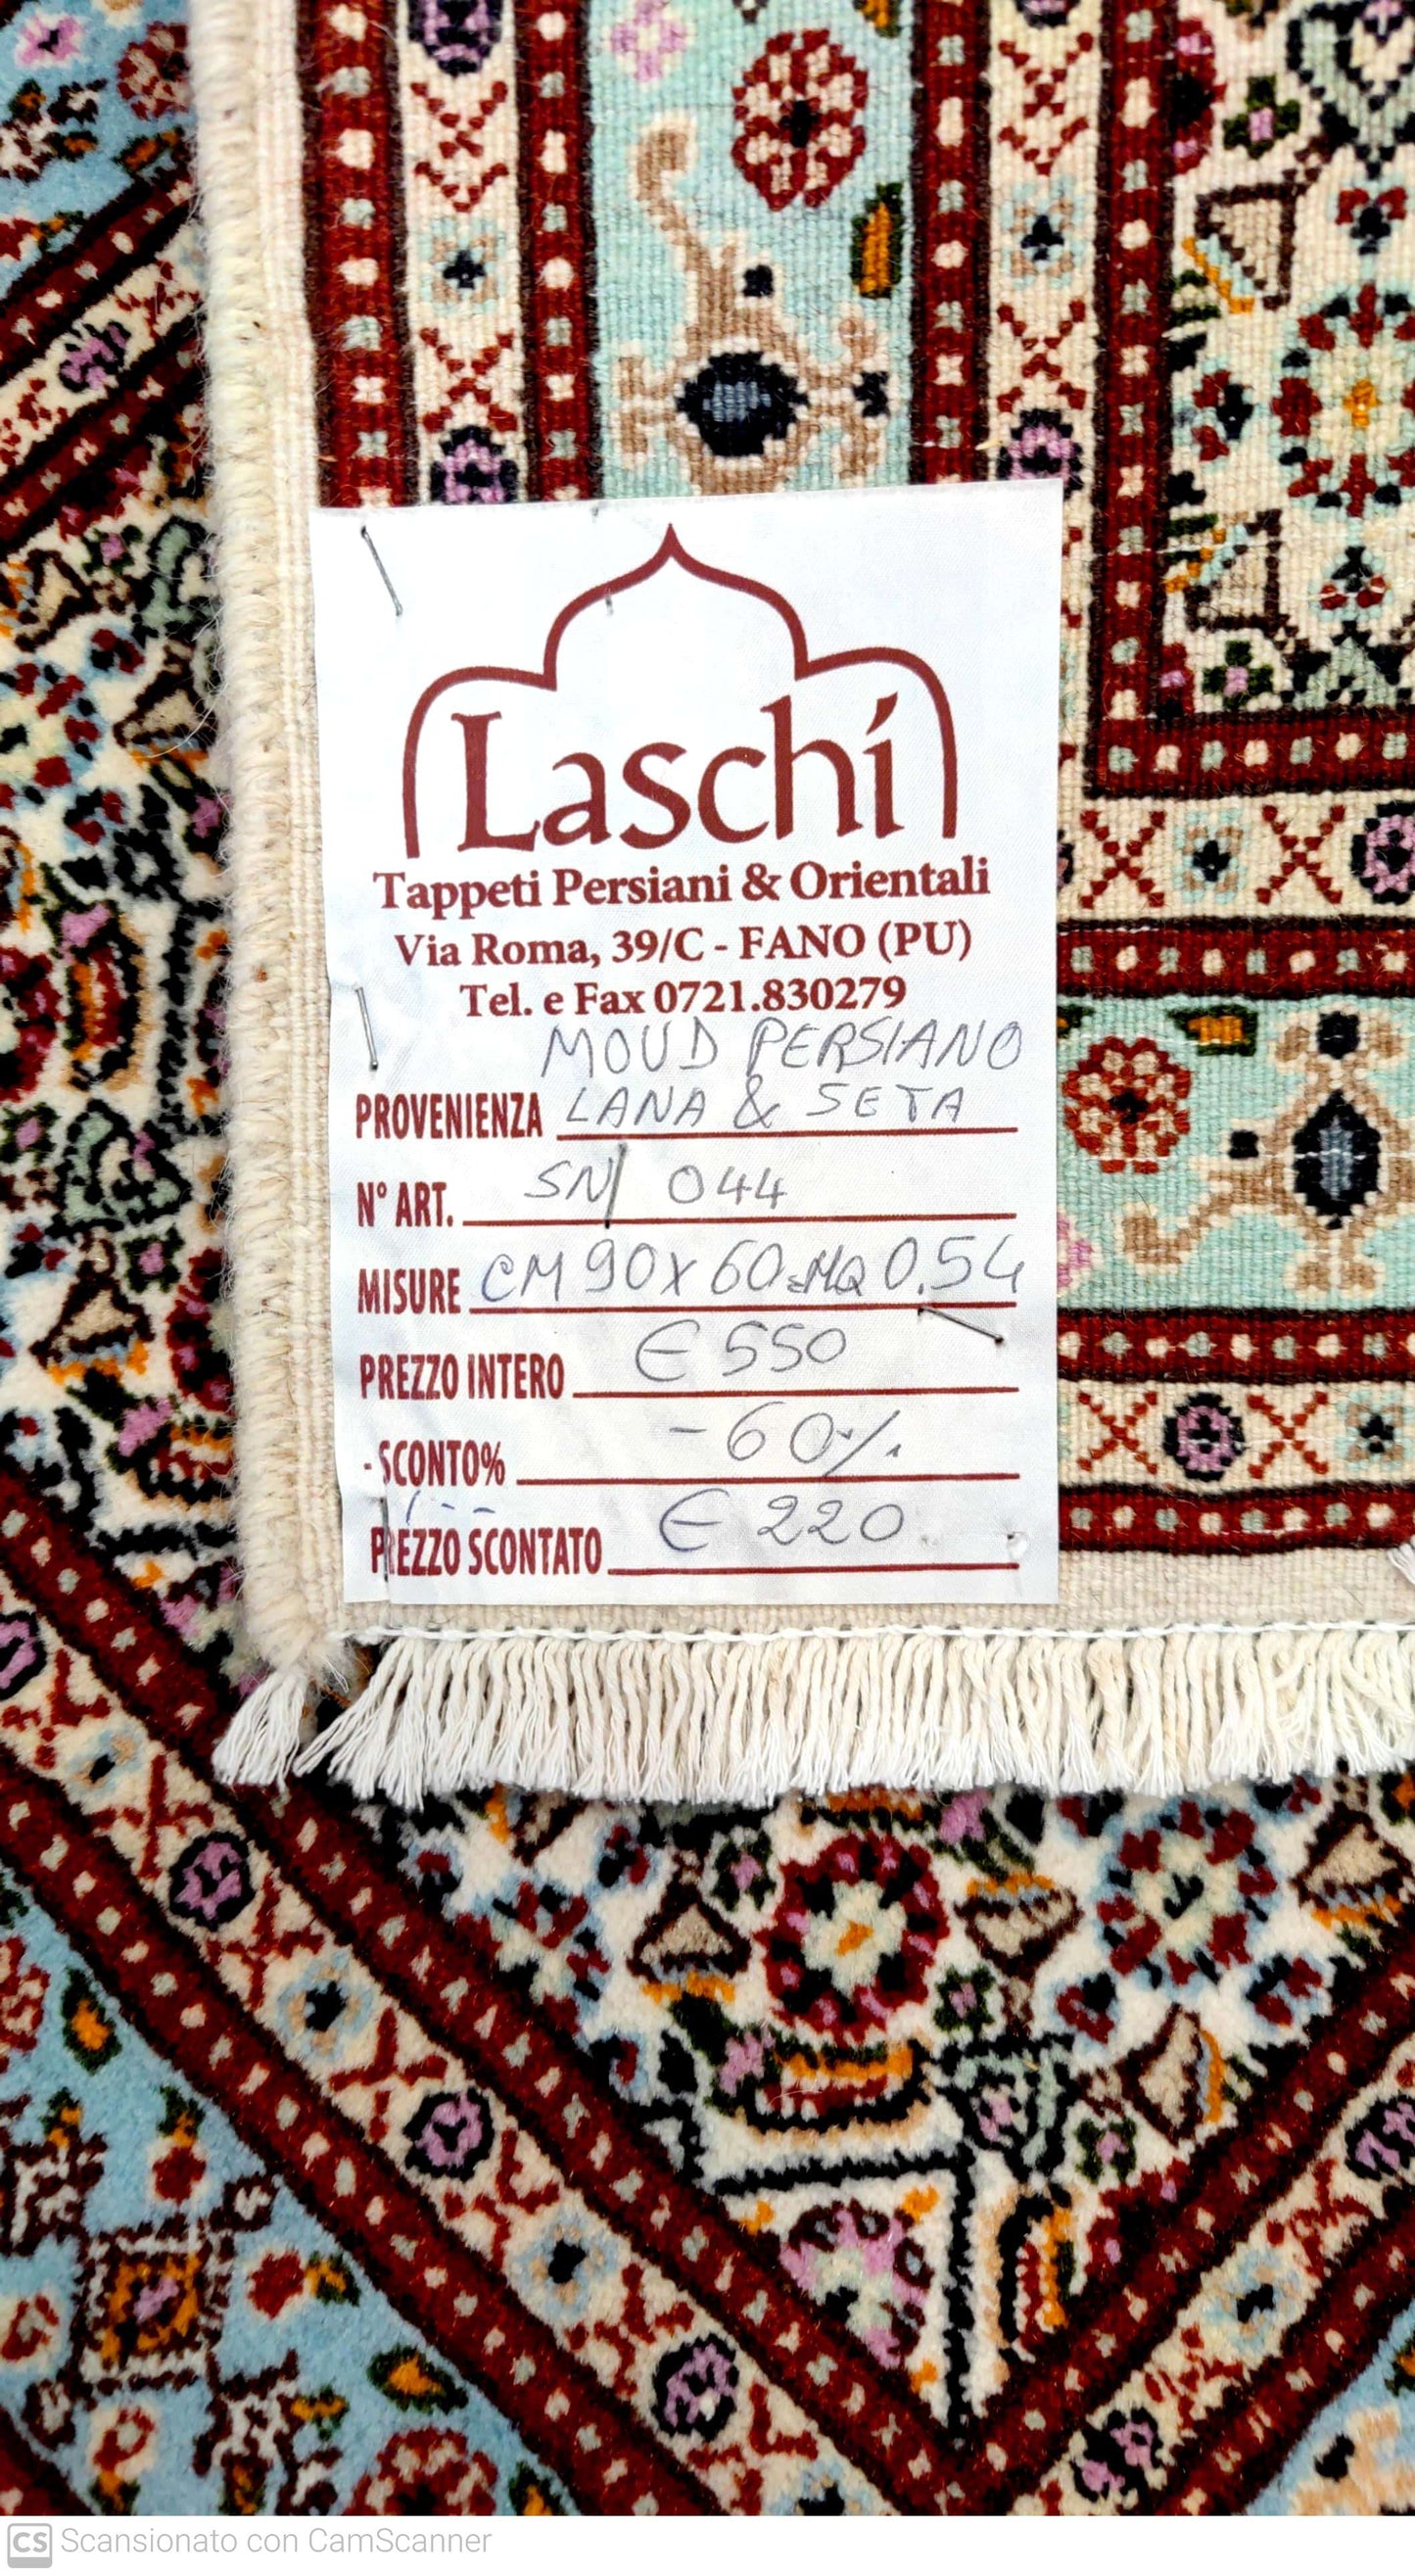 Laschí
Tappeti Persiani & Orientali
Via Roma, 39/C - FANO (PU)
Tel. e Fax 0721.830279
MOUD PERSIANO
PROVENIENZA LANA & SETA
N° ART. SN/ 044
MISURE CM 90X60=MQ 0.54
PREZZO INTERO € 550
- SCONTO% -60%
PREZZO SCONTATO € 220
CS Scansionato con CamScanner